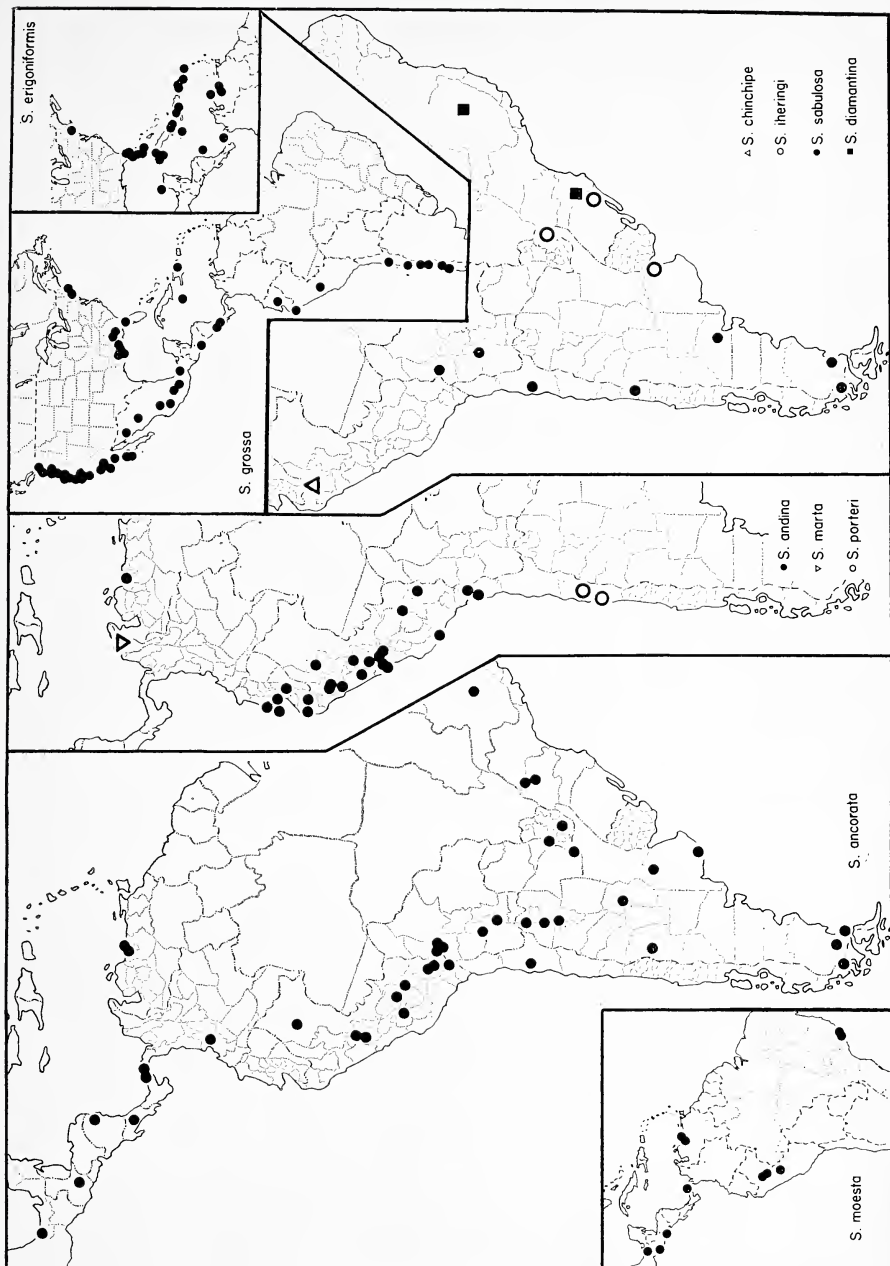 S. erigoniformis
S. grossa
△ S. chinchipe
○ S. iheringi
● S. sabulosa
■ S. diamantina
● S. andina
▽ S. marta
○ S. porteri
S. ancorata
S. moesta